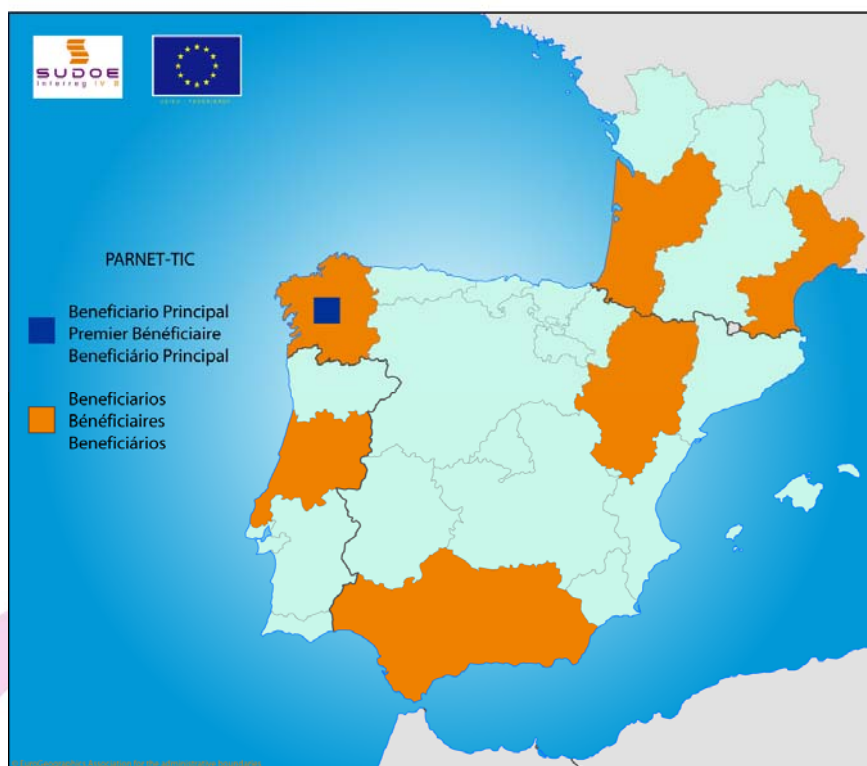 SUDOE
Interreg IV B
PARNET-TIC
Beneficiario Principal
Premier Bénéficiaire
Beneficiário Principal
Beneficiarios
Bénéficiaires
Beneficiários